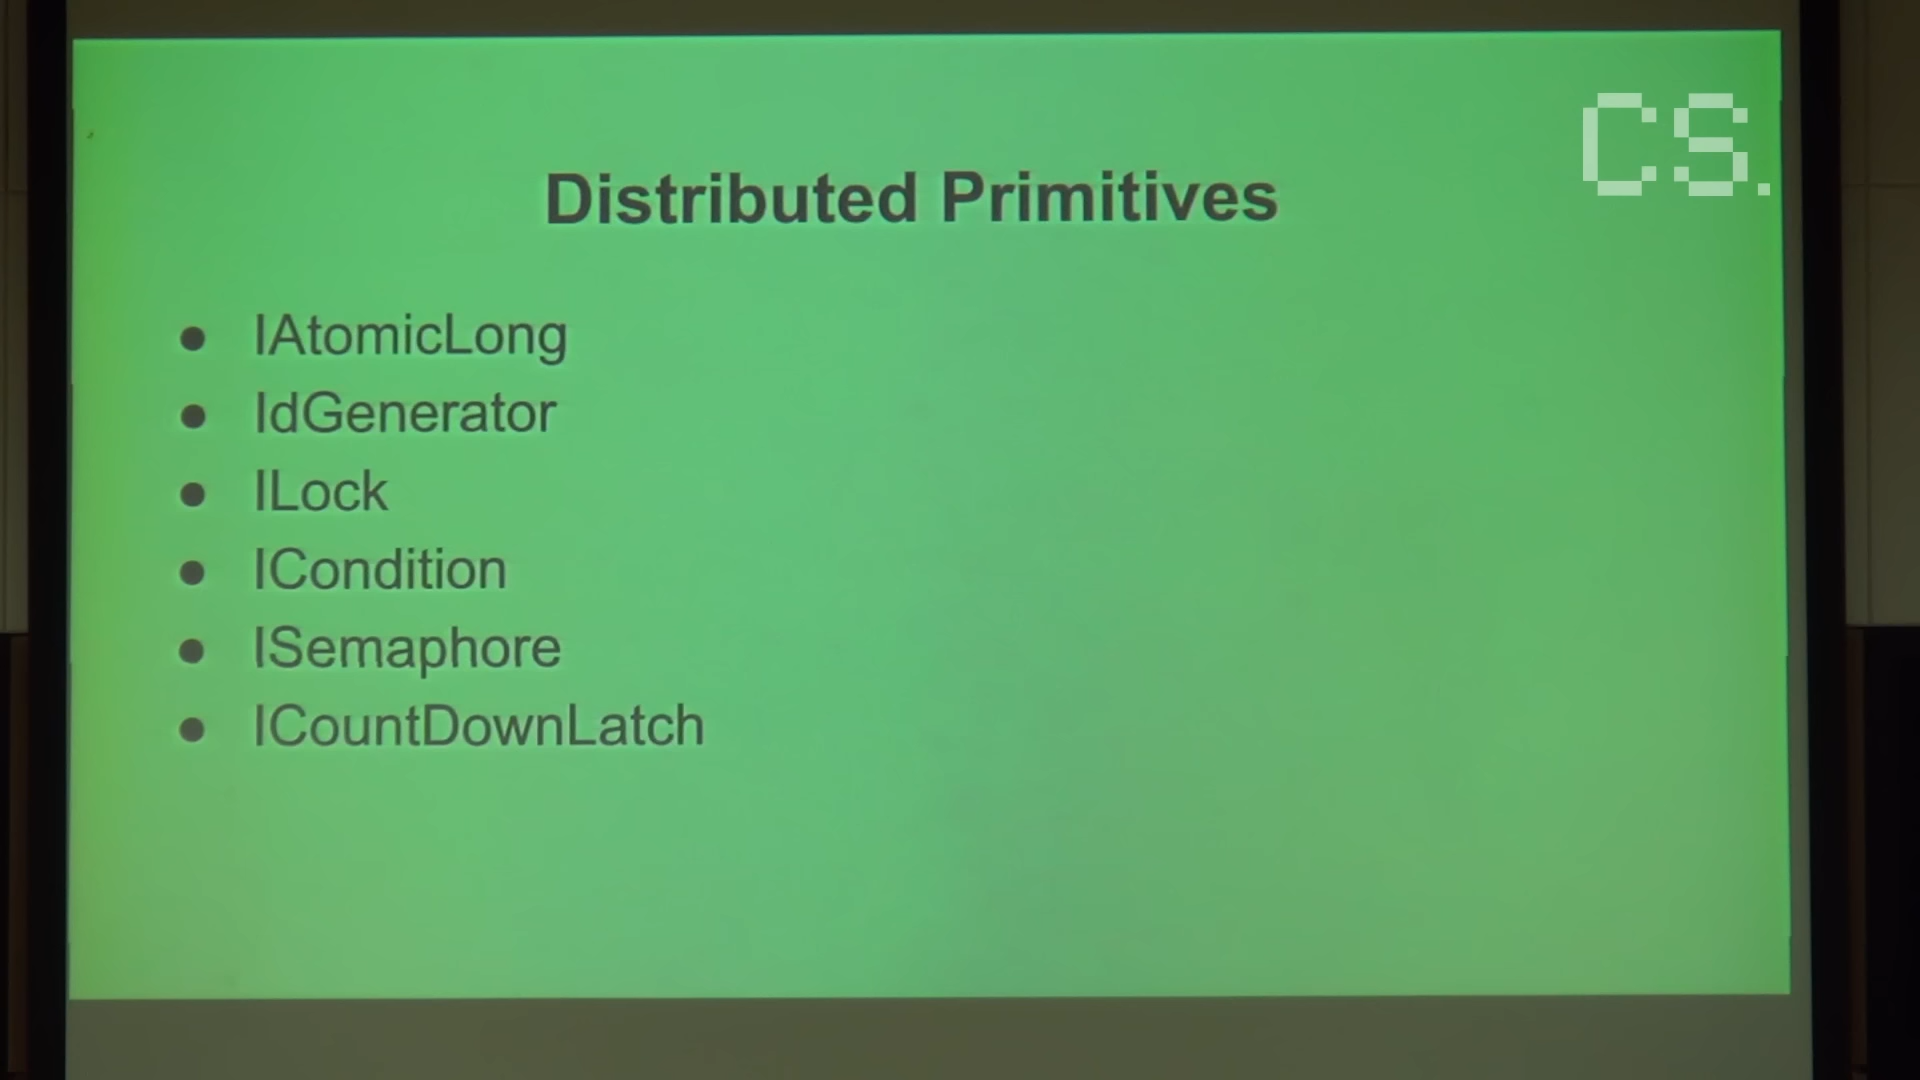 CS.
Distributed Primitives
● IAtomicLong
● IdGenerator
● ILock
● ICondition
● ISemaphore
● ICountDownLatch